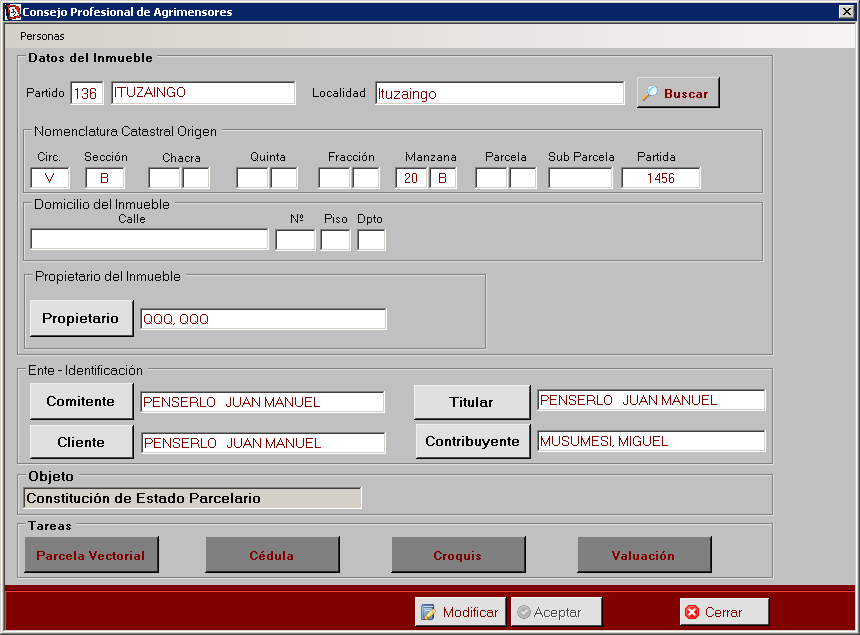 Consejo Profesional de Agrimensores
Personas
Datos del Inmueble
Partido 136 ITUZAINGO Localidad Ituzaingo Buscar
Nomenclatura Catastral Origen
Circ. Sección Chacra Quinta Fracción Manzana Parcela Sub Parcela Partida
V B 20 B 1456
Domicilio del Inmueble
Calle Nº Piso Dpto
Propietario del Inmueble
Propietario QQQ, QQQ
Ente - Identificación
Comitente PENSERLO JUAN MANUEL Titular PENSERLO JUAN MANUEL
Cliente PENSERLO JUAN MANUEL Contribuyente MUSUMESI, MIGUEL
Objeto
Constitución de Estado Parcelario
Tareas
Parcela Vectorial Cédula Croquis Valuación
Modificar Aceptar Cerrar